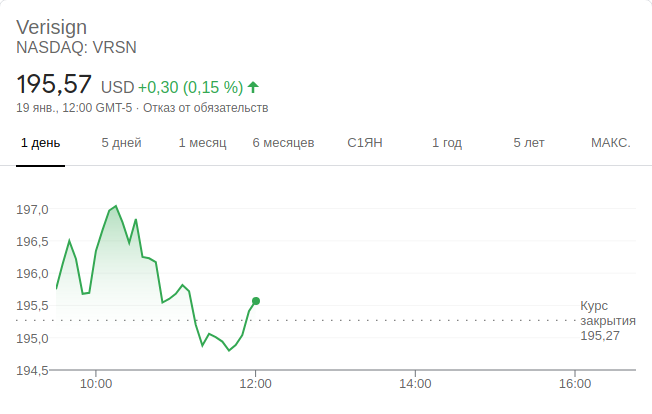 Verisign
NASDAQ: VRSN
195,57 USD +0,30 (0,15 %)
19 янв., 12:00 GMT-5 · Отказ от обязательств
1 день 5 дней 1 месяц 6 месяцев С1ЯН 1 год 5 лет МАКС.
197,0
196,5
196,0
195,5
195,0
194,5
Курс
закрытия
195,27
10:00 12:00 14:00 16:00